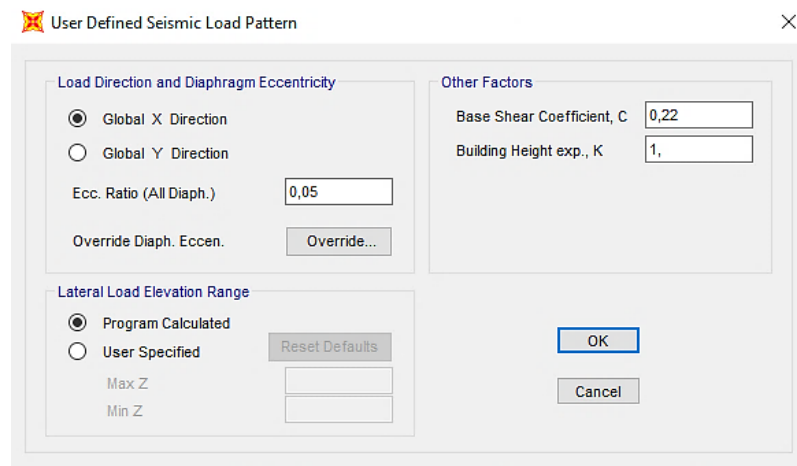 User Defined Seismic Load Pattern
Load Direction and Diaphragm Eccentricity
Global X Direction
Global Y Direction
Ecc. Ratio (All Diaph.) 0,05
Override Diaph. Eccen. Override...
Other Factors
Base Shear Coefficient, C 0,22
Building Height exp., K 1,
Lateral Load Elevation Range
Program Calculated
User Specified Reset Defaults
Max Z
Min Z
OK
Cancel